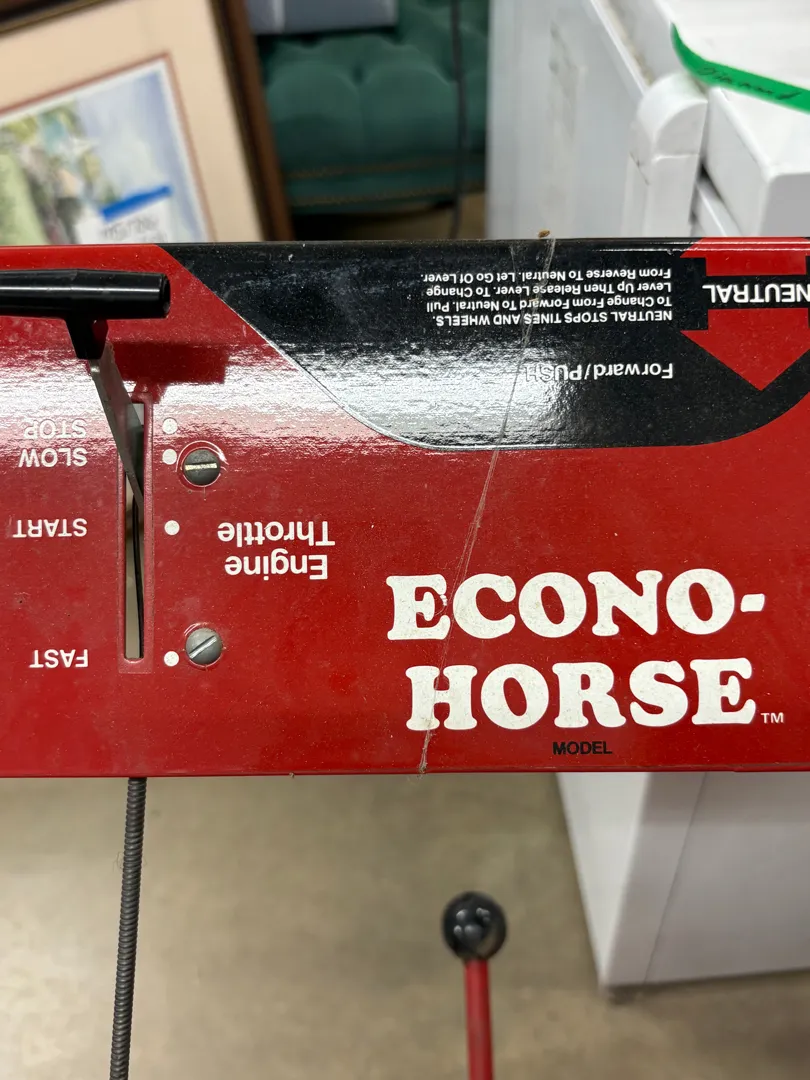 NEUTRAL
NEUTRAL STOPS TINES AND WHEELS.
To Change From Forward To Neutral, Pull
Lever Up Then Release Lever. To Change
From Reverse To Neutral, Let Go Of Lever.
Forward/PUSH
Engine
Throttle
STOP
SLOW
START
FAST
ECONO-
HORSE™
MODEL